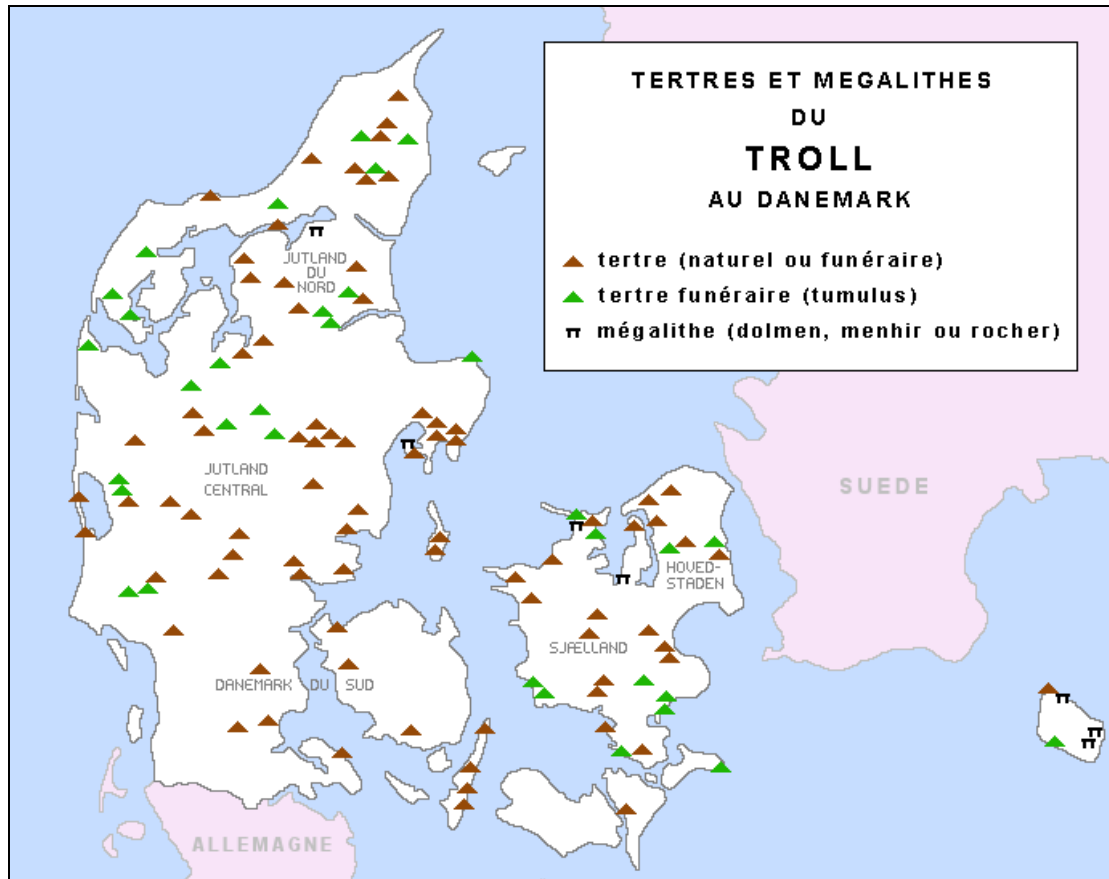 TERTRES ET MEGALITHES
DU
TROLL
AU DANEMARK
tertre (naturel ou funéraire)
tertre funéraire (tumulus)
mégalithe (dolmen, menhir ou rocher)
JUTLAND
DU
NORD
JUTLAND
CENTRAL
SUEDE
HOVED-
STADEN
SJÆLLAND
DANEMARK DU SUD
ALLEMAGNE